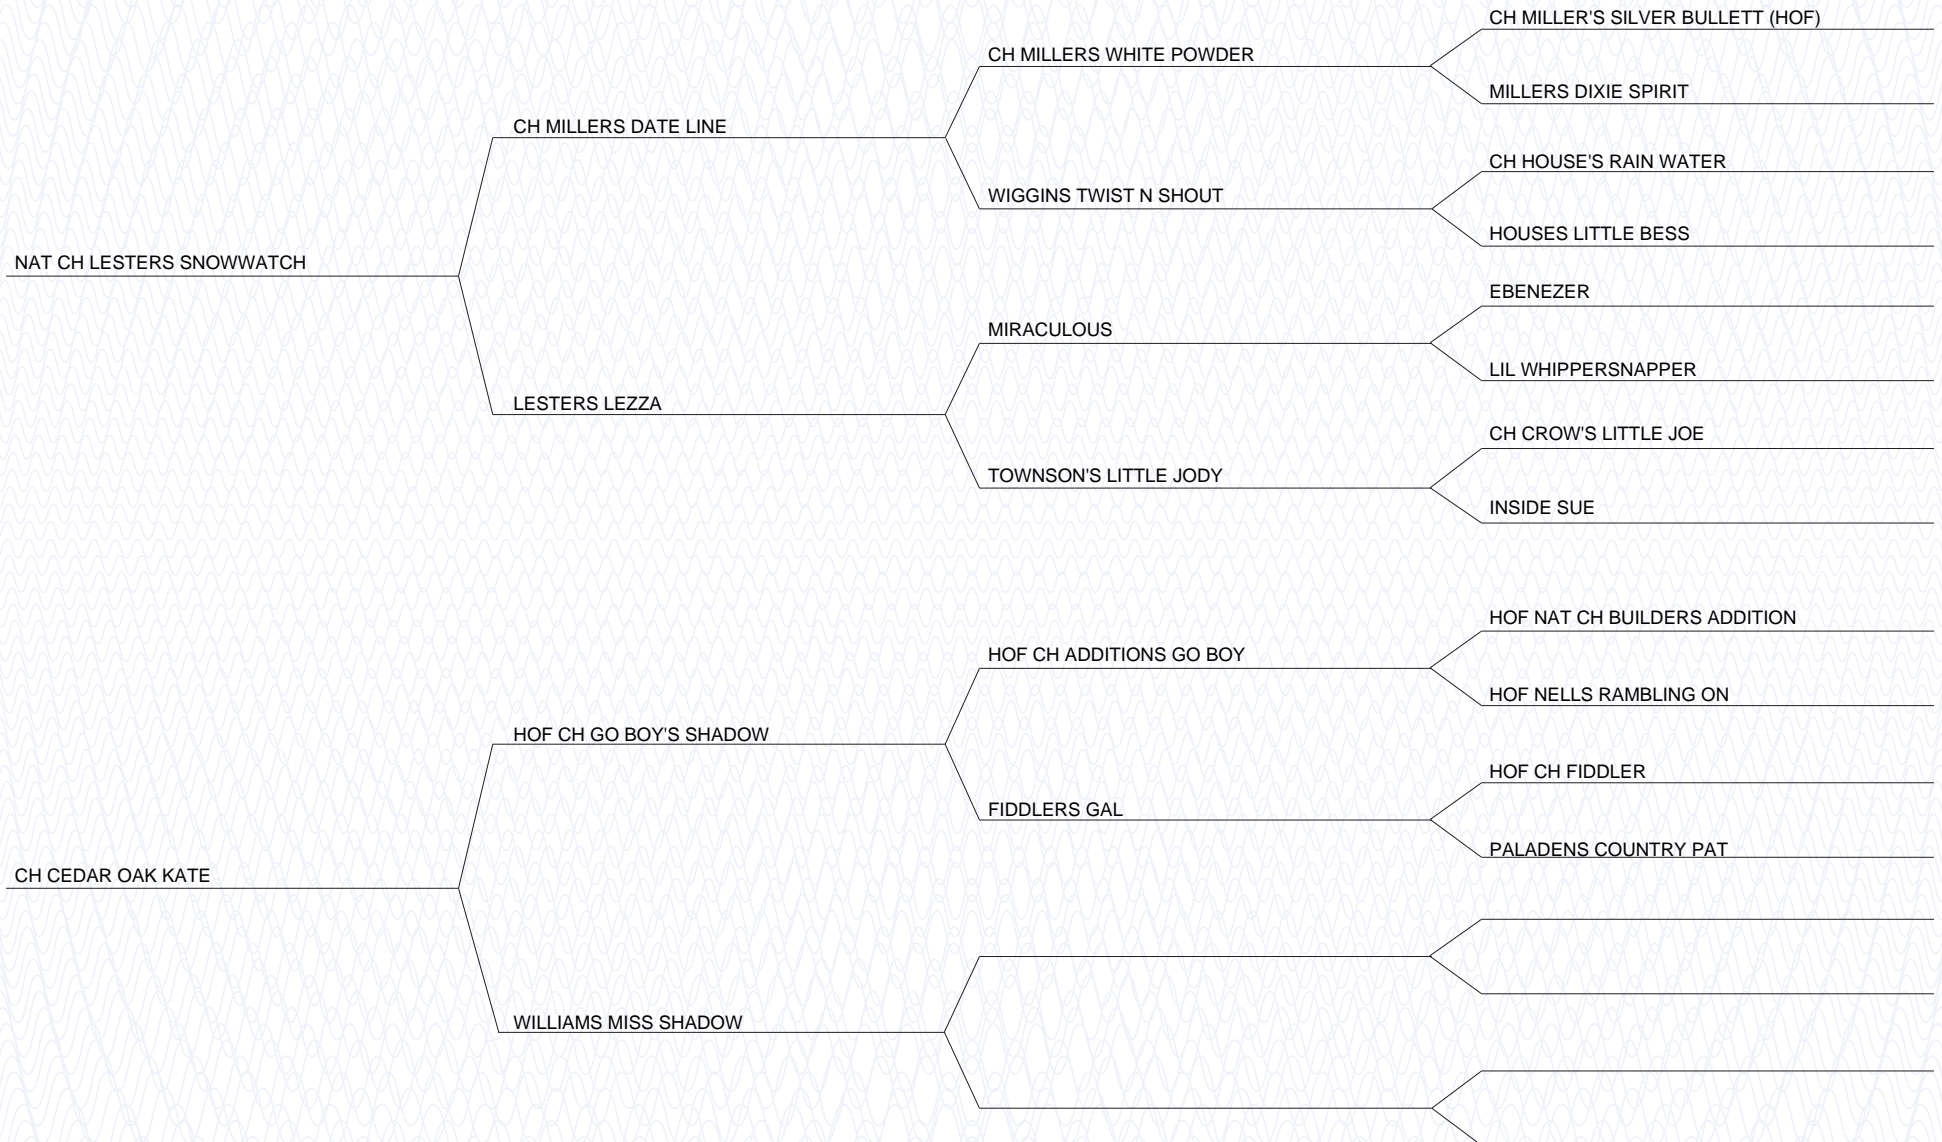 CH MILLER'S SILVER BULLETT (HOF)
CH MILLERS WHITE POWDER
MILLERS DIXIE SPIRIT
CH MILLERS DATE LINE
CH HOUSE'S RAIN WATER
WIGGINS TWIST N SHOUT
HOUSES LITTLE BESS
NAT CH LESTERS SNOWWATCH
EBENEZER
MIRACULOUS
LIL WHIPPERSNAPPER
LESTERS LEZZA
CH CROW'S LITTLE JOE
TOWNSON'S LITTLE JODY
INSIDE SUE
HOF NAT CH BUILDERS ADDITION
HOF CH ADDITIONS GO BOY
HOF NELLS RAMBLING ON
HOF CH GO BOY'S SHADOW
HOF CH FIDDLER
FIDDLERS GAL
PALADENS COUNTRY PAT
CH CEDAR OAK KATE
WILLIAMS MISS SHADOW